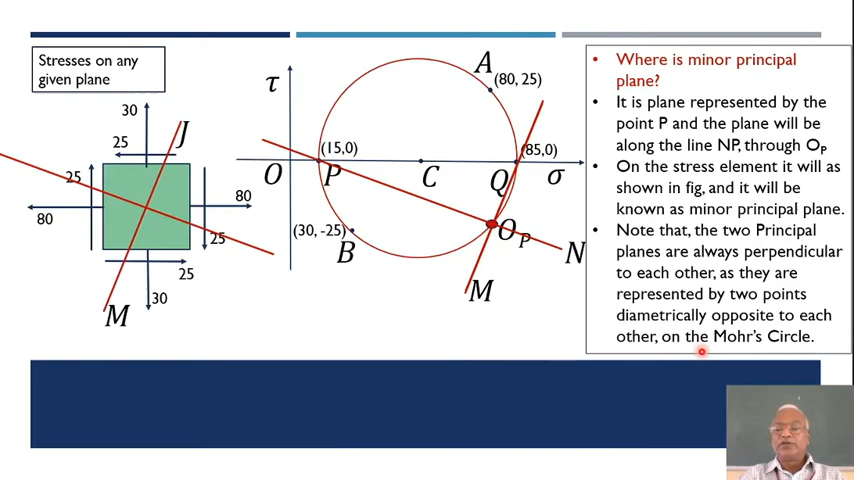 Stresses on any
given plane
30
25
J
25
80
80
25
25
30
M
τ
A
(80, 25)
(15,0)
(85,0)
O
P
C
Q
σ
(30, -25)
B
OP
N
M
• Where is minor principal
plane?
• It is plane represented by the
point P and the plane will be
along the line NP, through OP
• On the stress element it will as
shown in fig, and it will be
known as minor principal plane.
• Note that, the two Principal
planes are always perpendicular
to each other, as they are
represented by two points
diametrically opposite to each
other, on the Mohr's Circle.